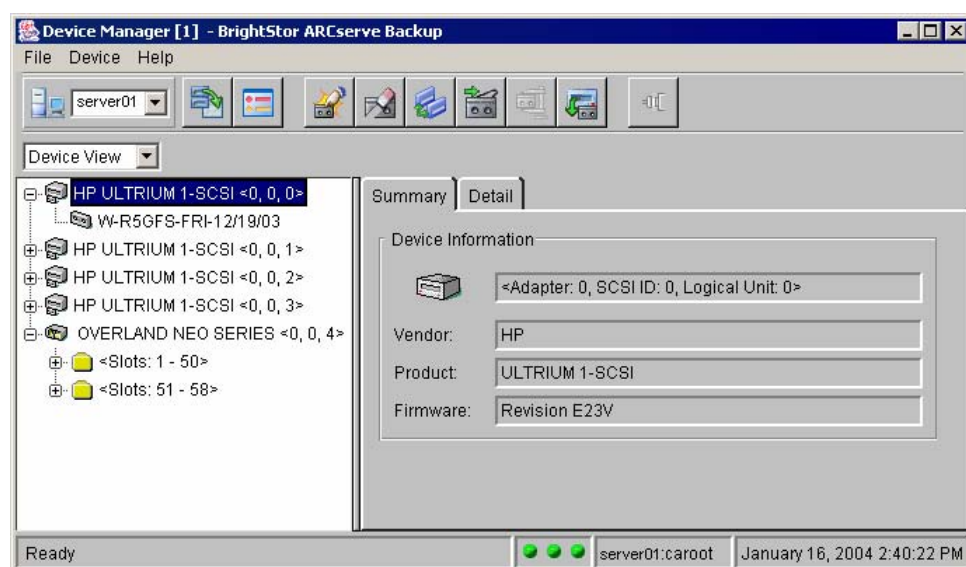 Device Manager [1] - BrightStor ARCserve Backup
File Device Help
server01
Device View
HP ULTRIUM 1-SCSI <0, 0, 0>
W-R5GFS-FRI-12/19/03
HP ULTRIUM 1-SCSI <0, 0, 1>
HP ULTRIUM 1-SCSI <0, 0, 2>
HP ULTRIUM 1-SCSI <0, 0, 3>
OVERLAND NEO SERIES <0, 0, 4>
<Slots: 1 - 50>
<Slots: 51 - 58>
Summary Detail
Device Information
<Adapter: 0, SCSI ID: 0, Logical Unit: 0>
Vendor: HP
Product: ULTRIUM 1-SCSI
Firmware: Revision E23V
Ready server01:caroot January 16, 2004 2:40:22 PM